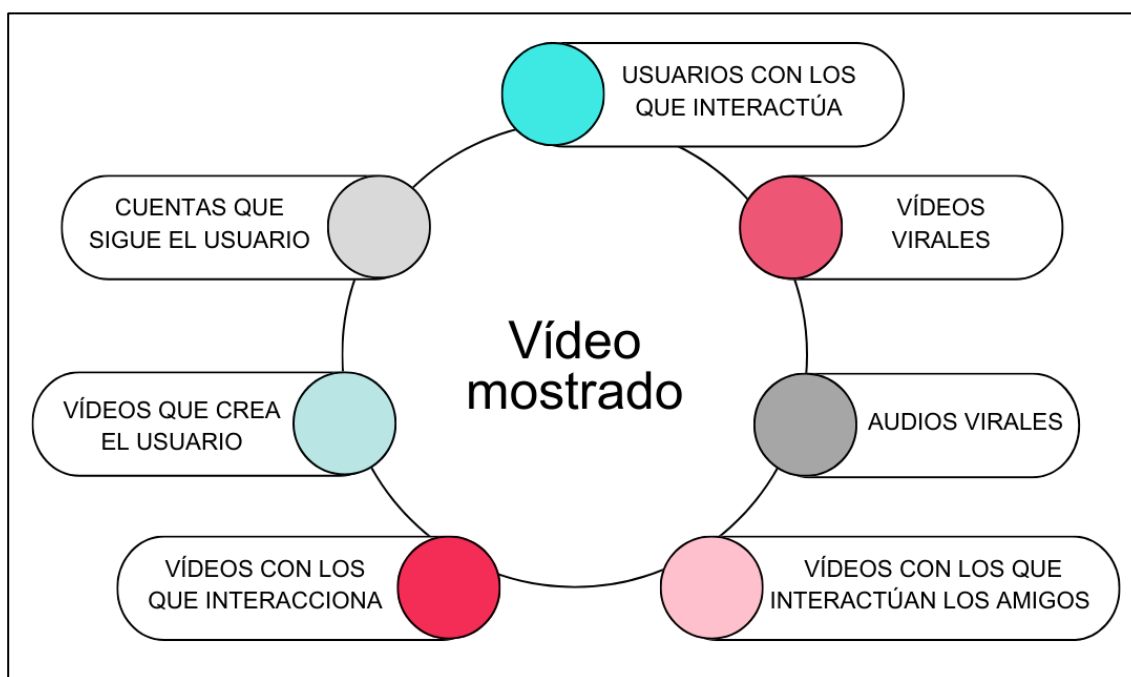 USUARIOS CON LOS
QUE INTERACTÚA
VÍDEOS
VIRALES
AUDIOS VIRALES
VÍDEOS CON LOS QUE
INTERACTÚAN LOS AMIGOS
VÍDEOS CON LOS
QUE INTERACCIONA
VÍDEOS QUE CREA
EL USUARIO
CUENTAS QUE
SIGUE EL USUARIO
Vídeo
mostrado